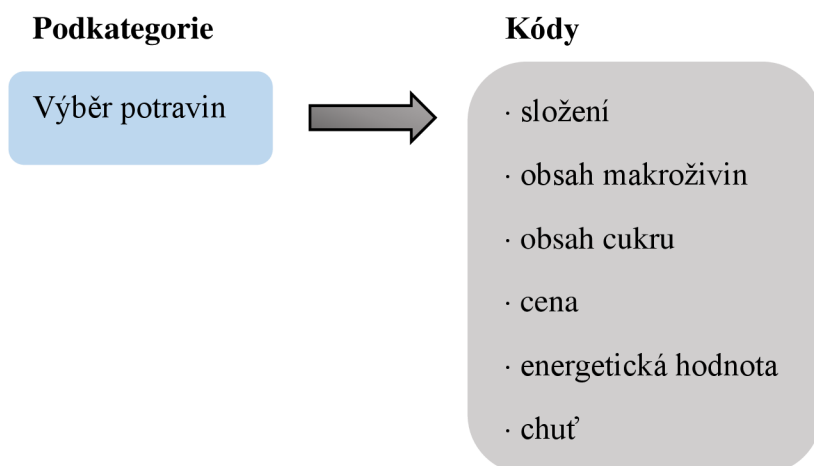 Podkategorie
Kódy
Výběr potravin
· složení
· obsah makroživin
· obsah cukru
· cena
· energetická hodnota
· chuť